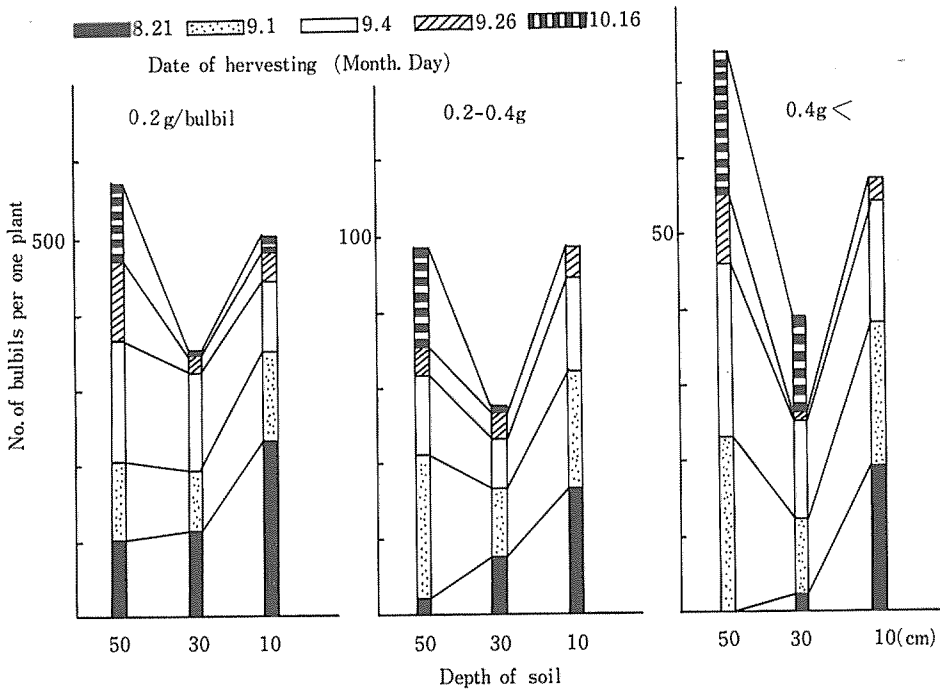 8.21 9.1 9.4 9.26 10.16
Date of hervesting (Month. Day)
0.2g/bulbil
0.2-0.4g
0.4g<
No. of bulbils per one plant
500
100
50
50 30 10
50 30 10
50 30 10(cm)
Depth of soil